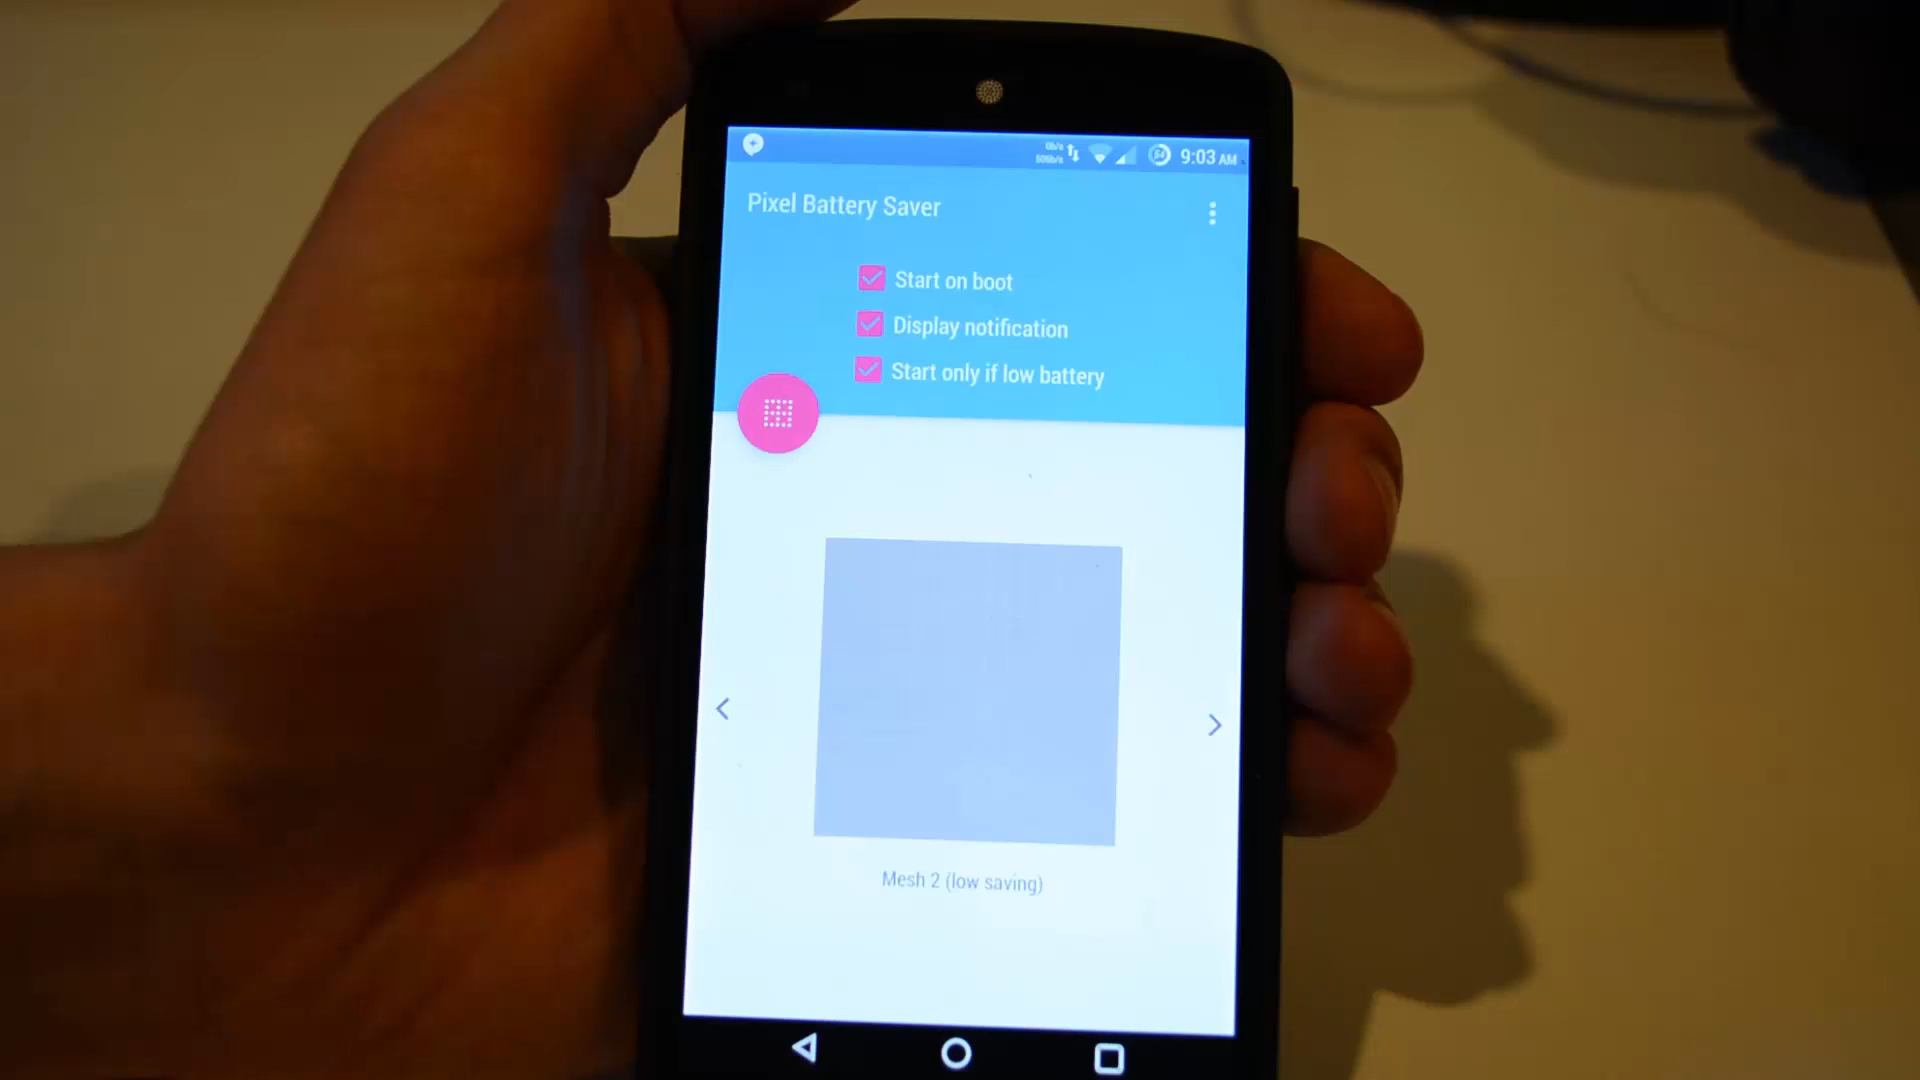 9:03 AM
Pixel Battery Saver
Start on boot
Display notification
Start only if low battery
Mesh 2 (low saving)